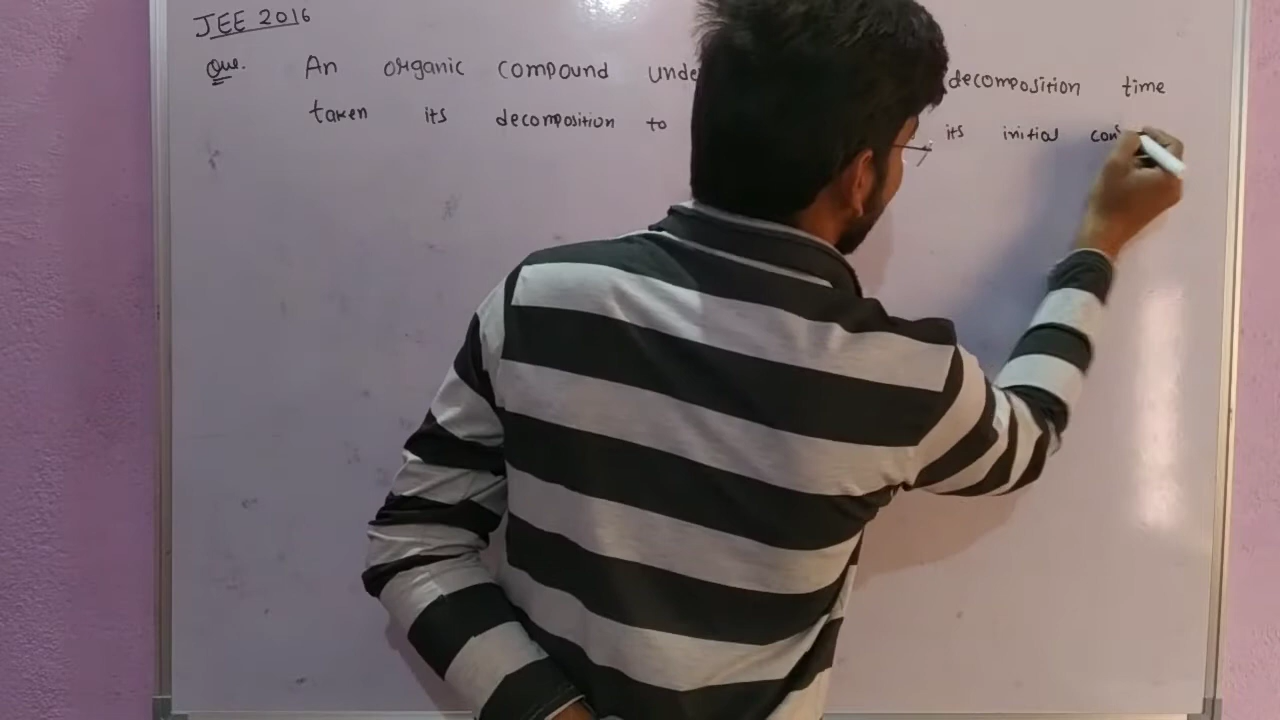 JEE 2016
Que. An organic compound unde decomposition time
taken its decomposition to its initial con